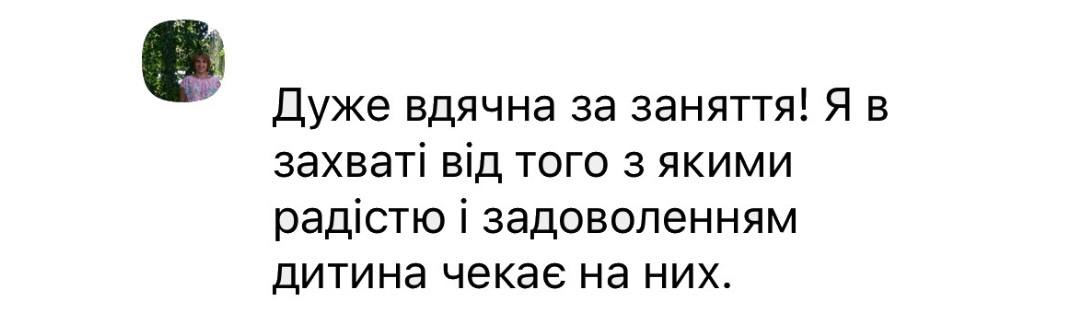 Дуже вдячна за заняття! Я в
захваті від того з якими
радістю і задоволенням
дитина чекає на них.